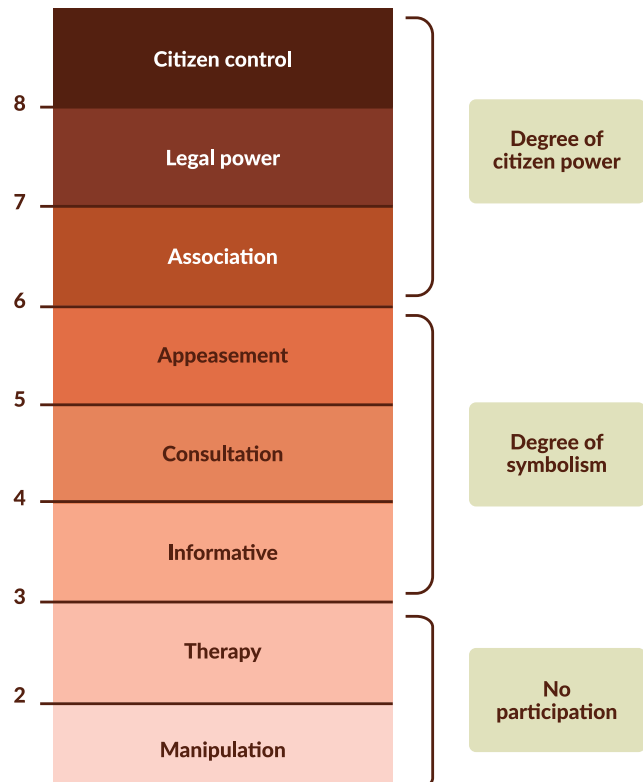 Citizen control
8
Legal power
Degree of
citizen power
7
Association
6
Appeasement
5
Consultation
Degree of
symbolism
4
Informative
3
Therapy
2
No
participation
Manipulation